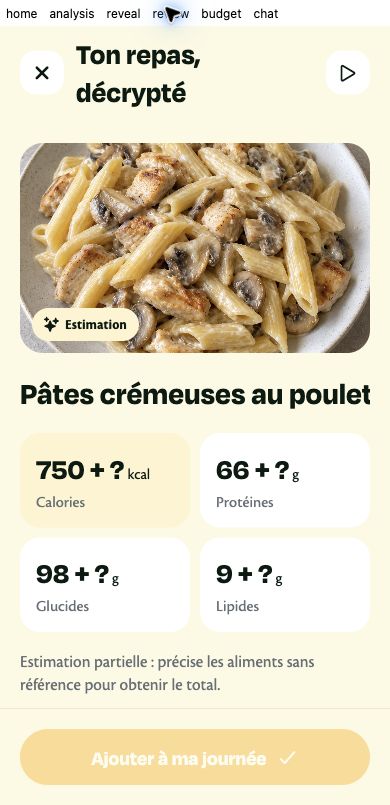 home analysis reveal review budget chat
Ton repas,
décrypté
Estimation
Pâtes crémeuses au poulet
750 + ? kcal
Calories
66 + ? g
Protéines
98 + ? g
Glucides
9 + ? g
Lipides
Estimation partielle : précise les aliments sans
référence pour obtenir le total.
Ajouter à ma journée